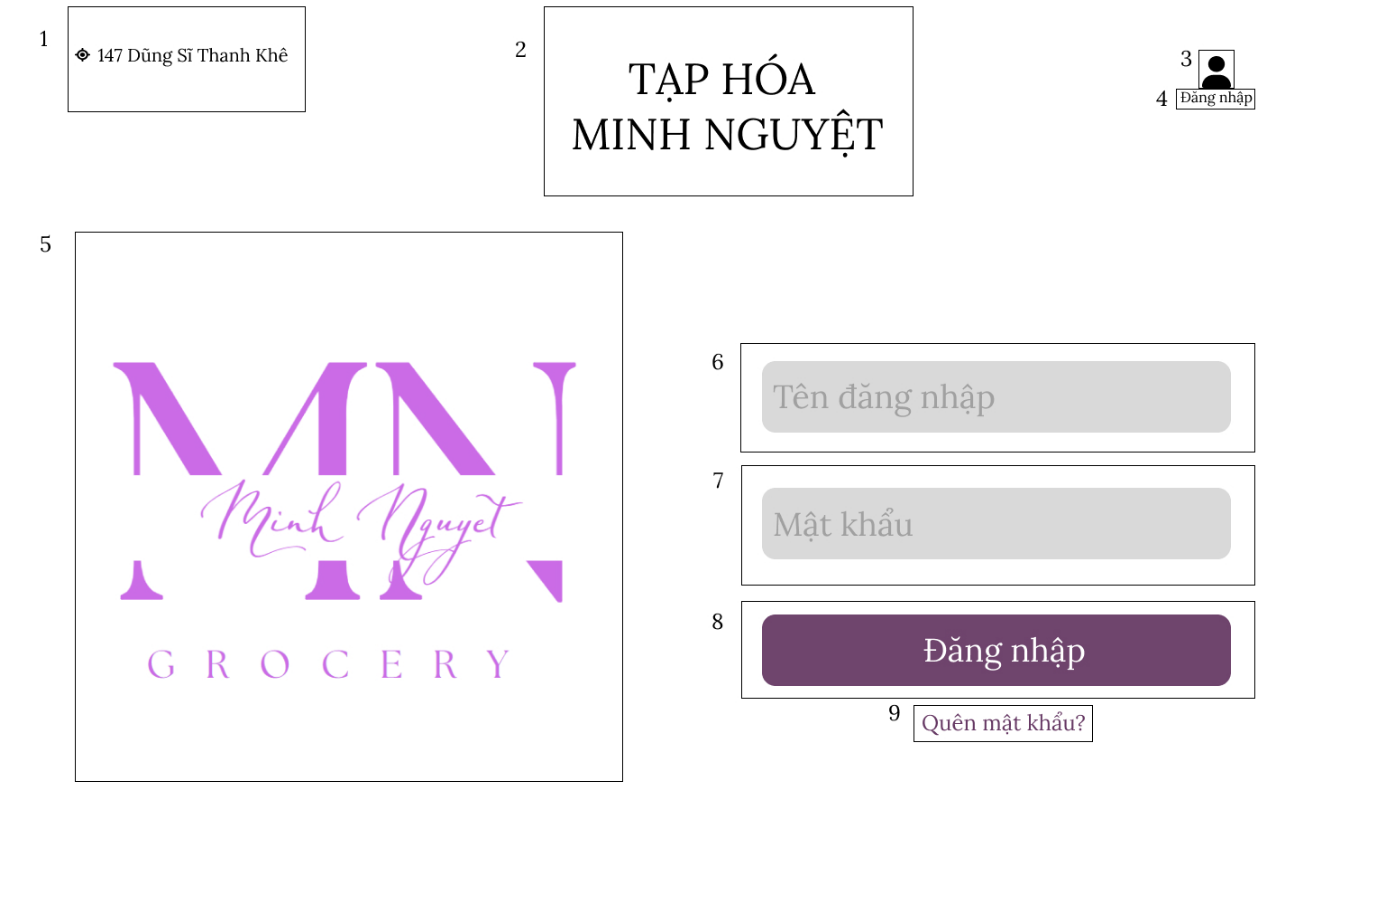 1
147 Dũng Sĩ Thanh Khê
2
TẠP HÓA
MINH NGUYỆT
3
4
Đăng nhập
5
MN
Minh Nguyet
GROCERY
6
Tên đăng nhập
7
Mật khẩu
8
Đăng nhập
9
Quên mật khẩu?